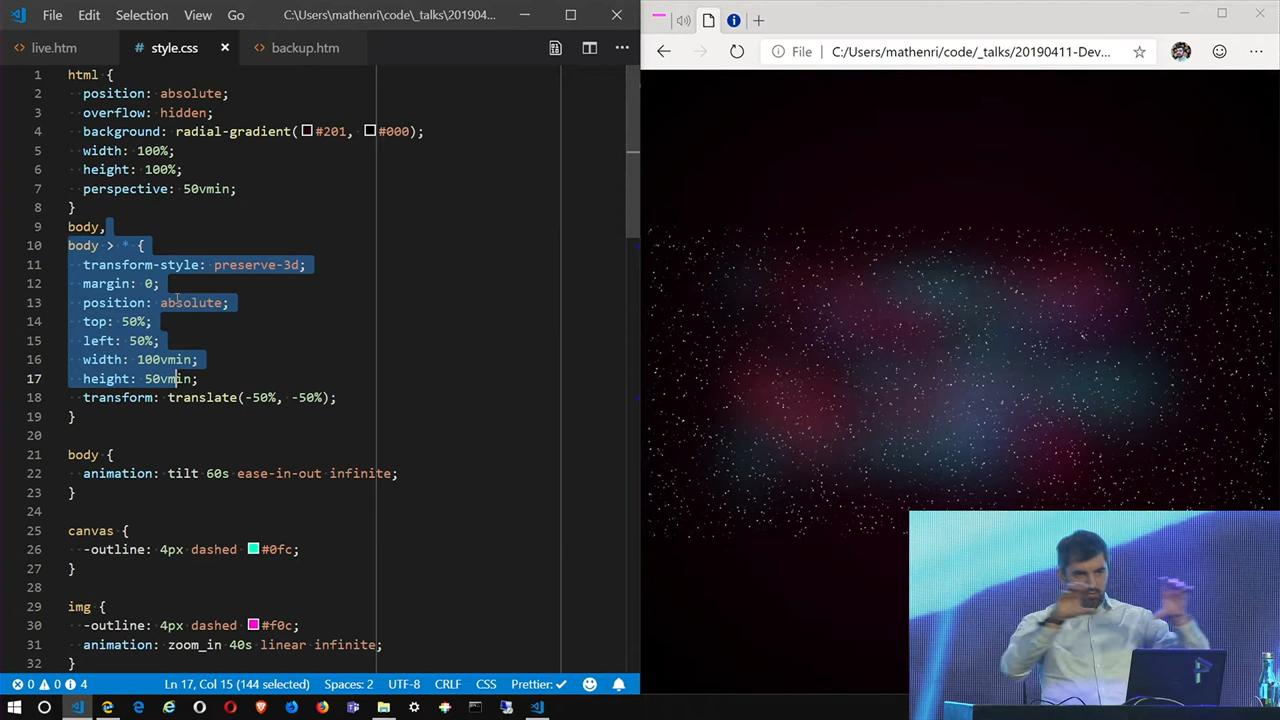 File Edit Selection View Go C:\Users\mathenri\code\_talks\201904...
live.htm style.css backup.htm
1 html {
2 position: absolute;
3 overflow: hidden;
4 background: radial-gradient( #201, #000);
5 width: 100%;
6 height: 100%;
7 perspective: 50vmin;
8 }
9 body,
10 body > * {
11 transform-style: preserve-3d;
12 margin: 0;
13 position: absolute;
14 top: 50%;
15 left: 50%;
16 width: 100vmin;
17 height: 50vmin;
18 transform: translate(-50%, -50%);
19 }
20
21 body {
22 animation: tilt 60s ease-in-out infinite;
23 }
24
25 canvas {
26 -outline: 4px dashed #0fc;
27 }
28
29 img {
30 -outline: 4px dashed #f0c;
31 animation: zoom_in 40s linear infinite;
32 }
0 0 4 Ln 17, Col 15 (144 selected) Spaces: 2 UTF-8 CRLF CSS Prettier: ✓
File C:/Users/mathenri/code/_talks/20190411-Dev...